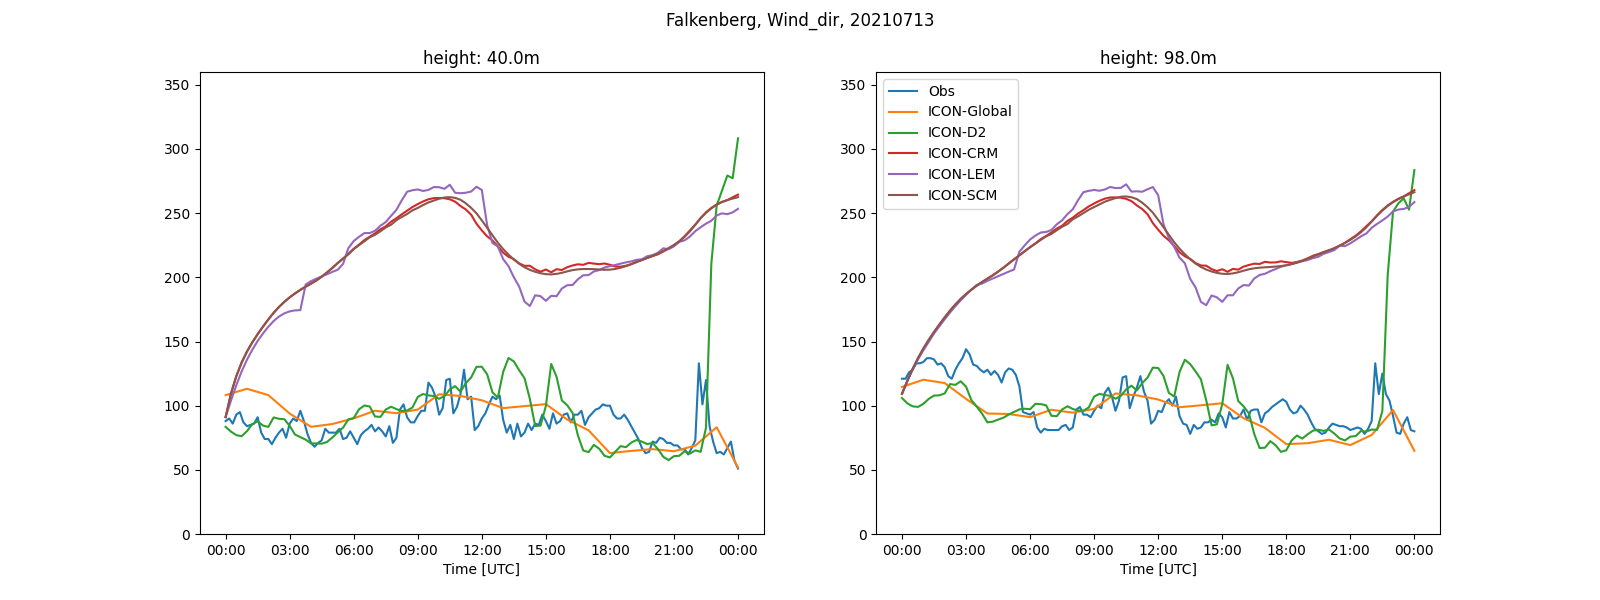 Falkenberg, Wind_dir, 20210713
height: 40.0m
350
300
250
200
150
100
50
0
00:00 03:00 06:00 09:00 12:00 15:00 18:00 21:00 00:00
Time [UTC]
height: 98.0m
350
300
250
200
150
100
50
0
Obs
ICON-Global
ICON-D2
ICON-CRM
ICON-LEM
ICON-SCM
00:00 03:00 06:00 09:00 12:00 15:00 18:00 21:00 00:00
Time [UTC]